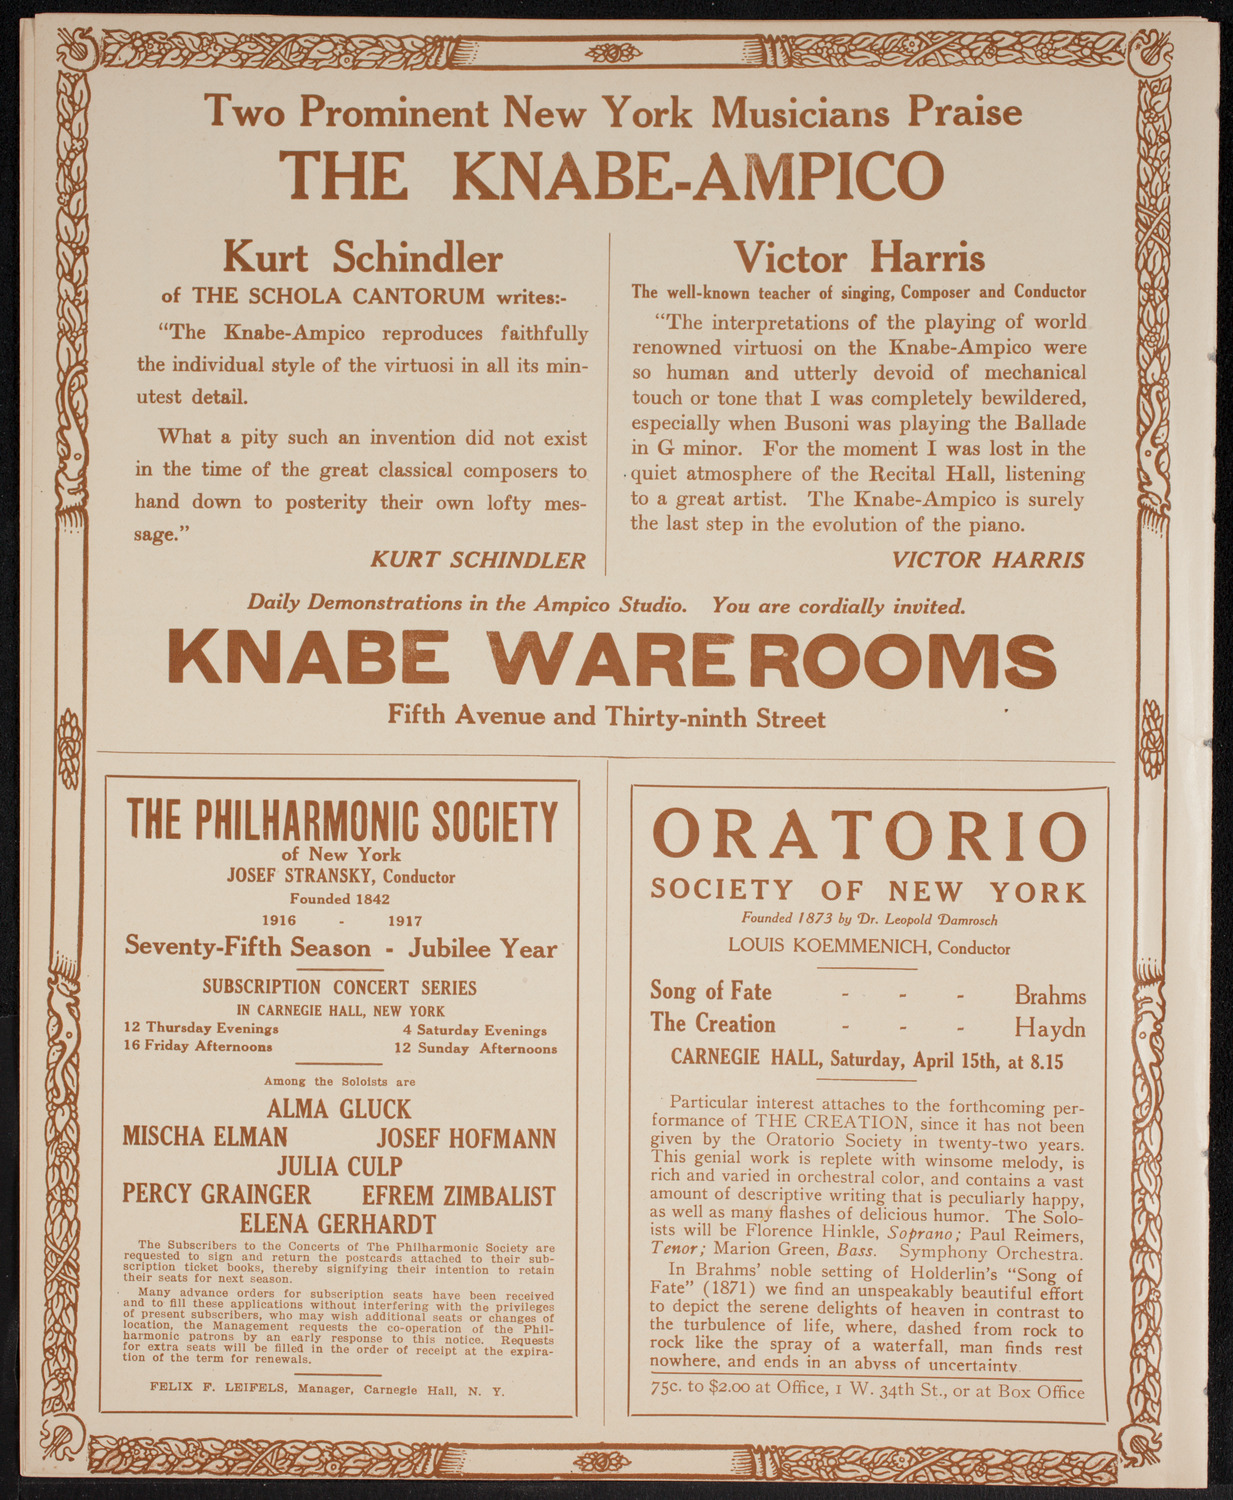 Two Prominent New York Musicians Praise
THE KNABE-AMPICO
Kurt Schindler
of THE SCHOLA CANTORUM writes:-
“The Knabe-Ampico reproduces faithfully
the individual style of the virtuosi in all its min-
utest detail.
What a pity such an invention did not exist
in the time of the great classical composers to
hand down to posterity their own lofty mes-
sage.”
KURT SCHINDLER
Victor Harris
The well-known teacher of singing, Composer and Conductor
“The interpretations of the playing of world
renowned virtuosi on the Knabe-Ampico were
so human and utterly devoid of mechanical
touch or tone that I was completely bewildered,
especially when Busoni was playing the Ballade
in G minor. For the moment I was lost in the
quiet atmosphere of the Recital Hall, listening
to a great artist. The Knabe-Ampico is surely
the last step in the evolution of the piano.
VICTOR HARRIS
Daily Demonstrations in the Ampico Studio. You are cordially invited.
KNABE WAREROOMS
Fifth Avenue and Thirty-ninth Street
THE PHILHARMONIC SOCIETY
of New York
JOSEF STRANSKY, Conductor
Founded 1842
1916 - 1917
Seventy-Fifth Season - Jubilee Year
SUBSCRIPTION CONCERT SERIES
IN CARNEGIE HALL, NEW YORK
12 Thursday Evenings 4 Saturday Evenings
16 Friday Afternoons 12 Sunday Afternoons
Among the Soloists are
ALMA GLUCK
MISCHA ELMAN JOSEF HOFMANN
JULIA CULP
PERCY GRAINGER EFREM ZIMBALIST
ELENA GERHARDT
The Subscribers to the Concerts of The Philharmonic Society are
requested to sign and return the postcards attached to their sub-
scription ticket books, thereby signifying their intention to retain
their seats for next season.
Many advance orders for subscription seats have been received
and to fill these applications without interfering with the privileges
of present subscribers, who may wish additional seats or changes of
location, the Management requests the co-operation of the Phil-
harmonic patrons by an early response to this notice. Requests
for extra seats will be filled in the order of receipt at the expira-
tion of the term for renewals.
FELIX F. LEIFELS, Manager, Carnegie Hall, N. Y.
ORATORIO
SOCIETY OF NEW YORK
Founded 1873 by Dr. Leopold Damrosch
LOUIS KOEMMENICH, Conductor
Song of Fate - - - Brahms
The Creation - - - Haydn
CARNEGIE HALL, Saturday, April 15th, at 8.15
Particular interest attaches to the forthcoming per-
formance of THE CREATION, since it has not been
given by the Oratorio Society in twenty-two years.
This genial work is replete with winsome melody, is
rich and varied in orchestral color, and contains a vast
amount of descriptive writing that is peculiarly happy,
as well as many flashes of delicious humor. The Solo-
ists will be Florence Hinkle, Soprano; Paul Reimers,
Tenor; Marion Green, Bass. Symphony Orchestra.
In Brahms’ noble setting of Holderlin’s “Song of
Fate” (1871) we find an unspeakably beautiful effort
to depict the serene delights of heaven in contrast to
the turbulence of life, where, dashed from rock to
rock like the spray of a waterfall, man finds rest
nowhere, and ends in an abyss of uncertainty.
75c. to $2.00 at Office, 1 W. 34th St., or at Box Office